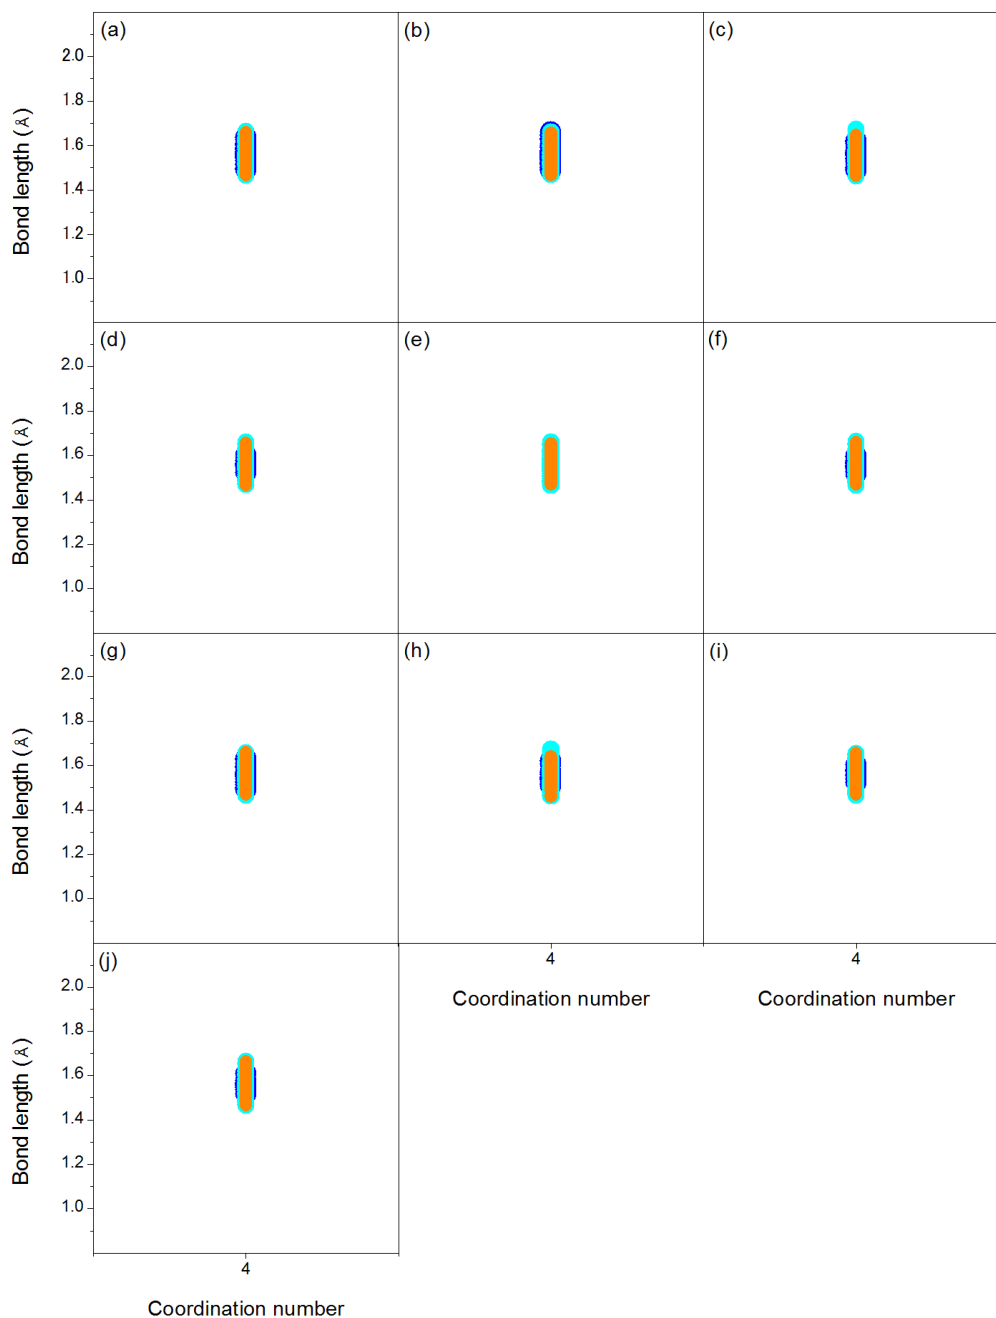 (a)
(b)
(c)
2.0
1.8
1.6
1.4
1.2
1.0
Bond length (Å)
(d)
(e)
(f)
2.0
1.8
1.6
1.4
1.2
1.0
Bond length (Å)
(g)
(h)
(i)
2.0
1.8
1.6
1.4
1.2
1.0
Bond length (Å)
4
4
Coordination number
Coordination number
(j)
2.0
1.8
1.6
1.4
1.2
1.0
Bond length (Å)
4
Coordination number